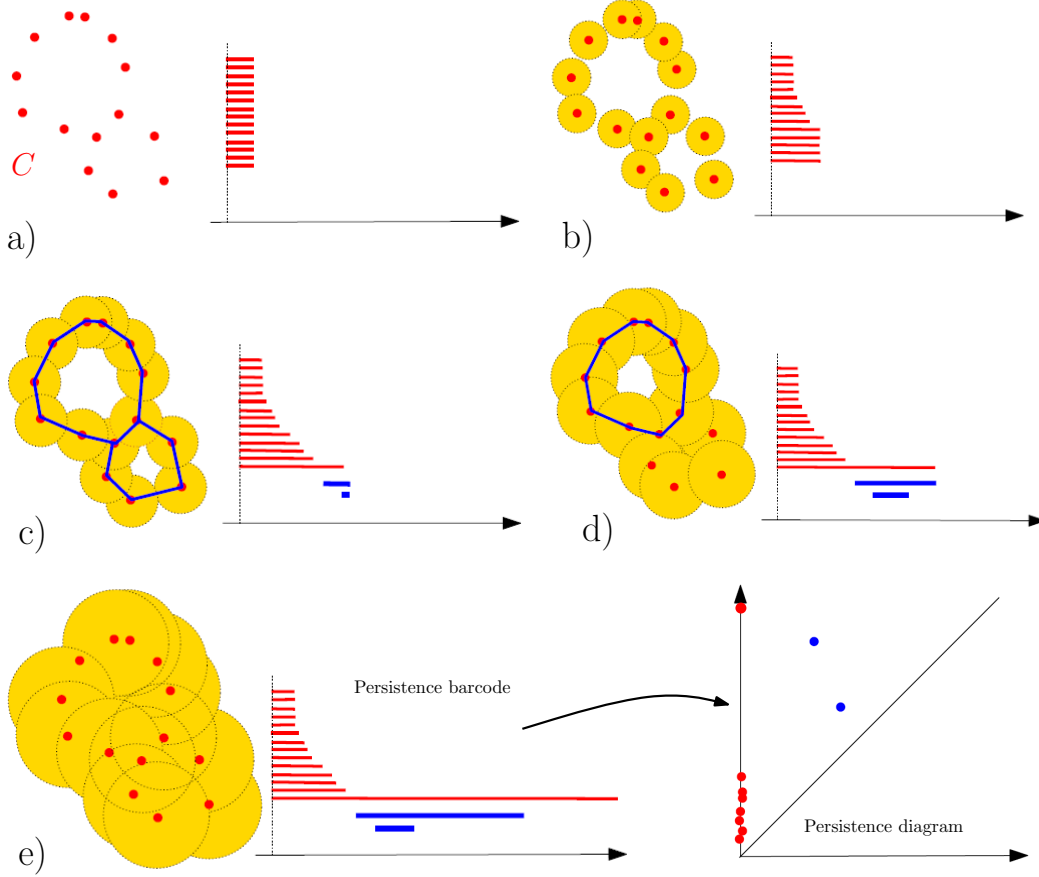 C
a)
b)
c)
d)
Persistence barcode
Persistence diagram
e)